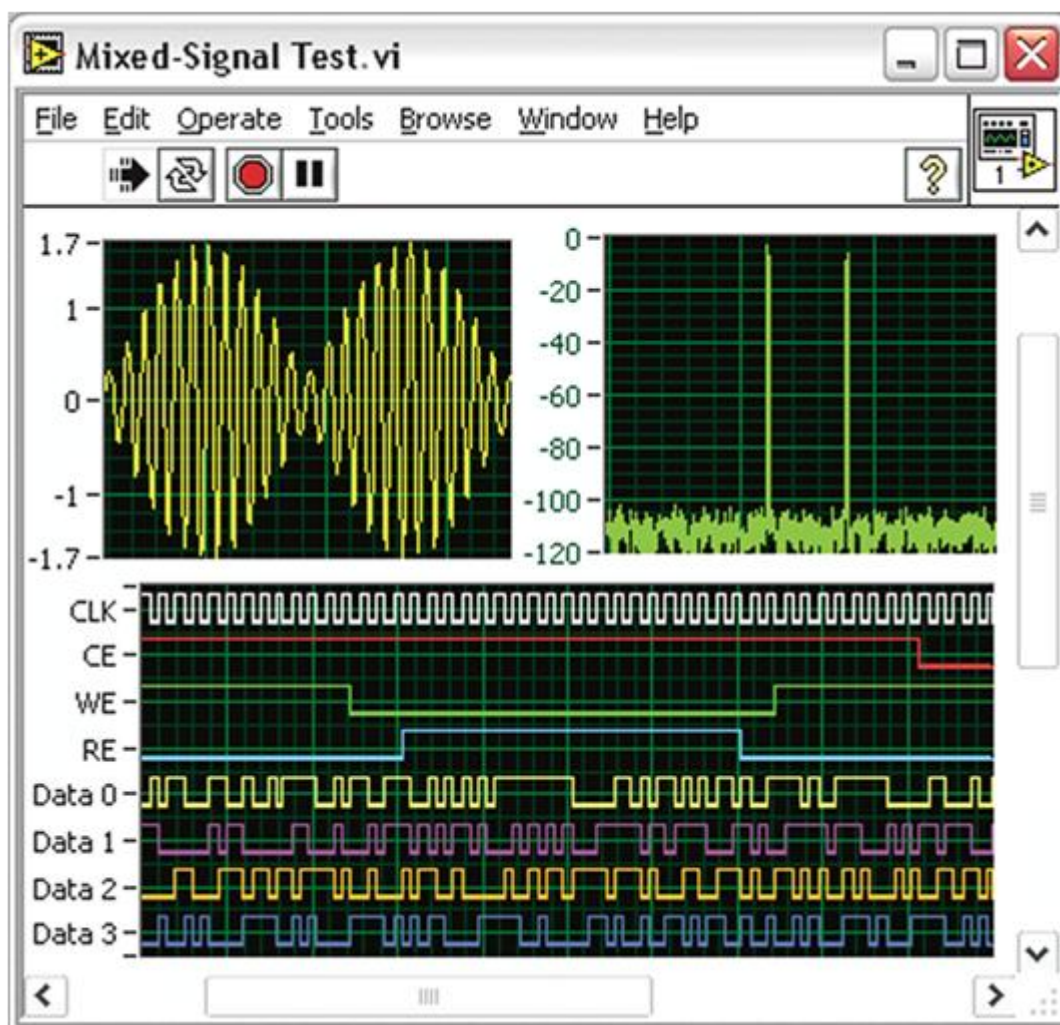 Mixed-Signal Test.vi
File Edit Operate Tools Browse Window Help
?
1
1.7
1
0
-1
-1.7
0
-20
-40
-60
-80
-100
-120
CLK
CE
WE
RE
Data 0
Data 1
Data 2
Data 3